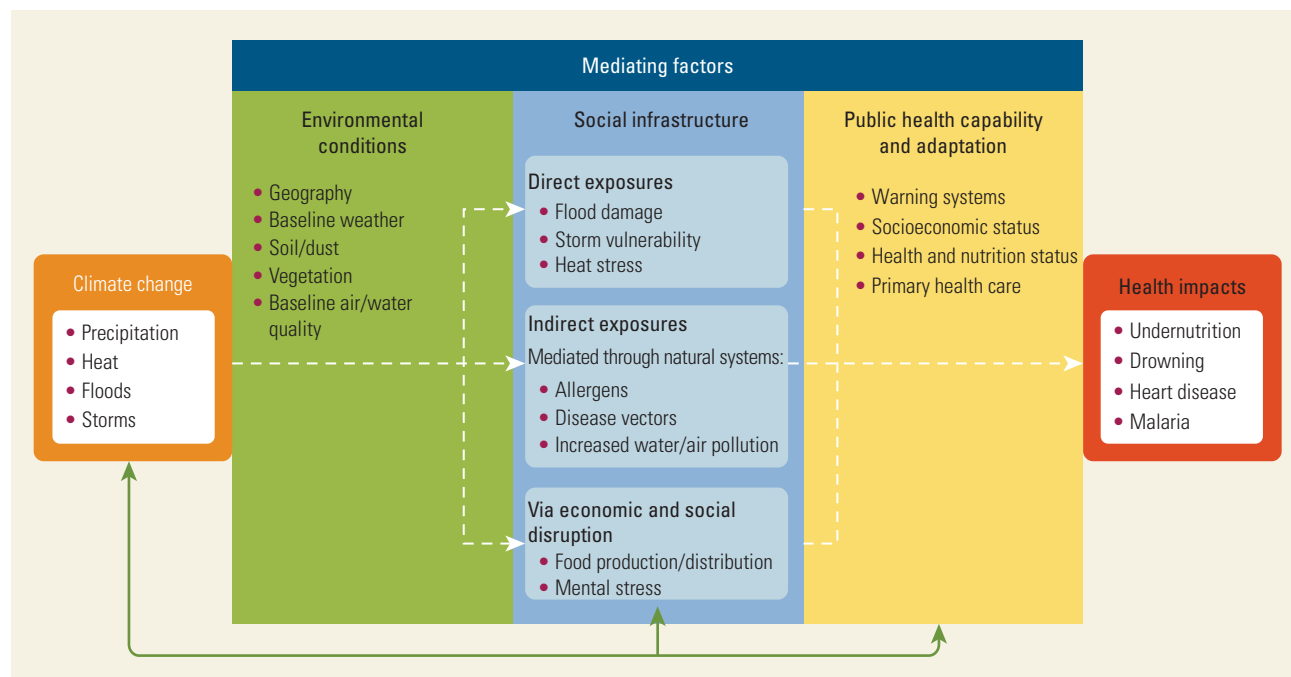 Mediating factors
Environmental
conditions
• Geography
• Baseline weather
• Soil/dust
• Vegetation
• Baseline air/water
quality
Social infrastructure
Direct exposures
• Flood damage
• Storm vulnerability
• Heat stress
Indirect exposures
Mediated through natural systems:
• Allergens
• Disease vectors
• Increased water/air pollution
Via economic and social
disruption
• Food production/distribution
• Mental stress
Public health capability
and adaptation
• Warning systems
• Socioeconomic status
• Health and nutrition status
• Primary health care
Climate change
• Precipitation
• Heat
• Floods
• Storms
Health impacts
• Undernutrition
• Drowning
• Heart disease
• Malaria